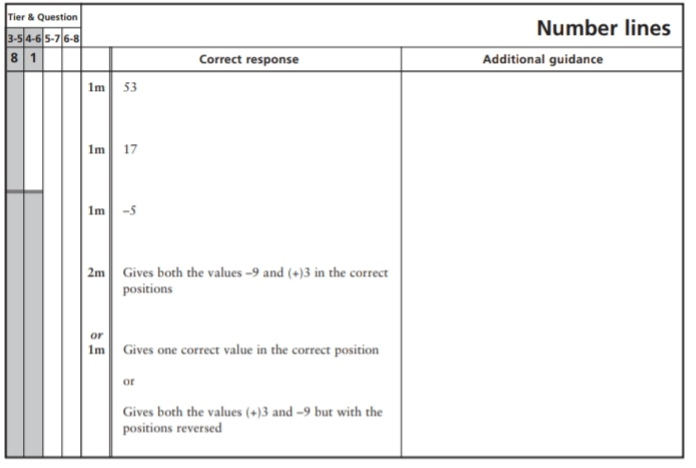 Tier & Question
Number lines
3-5 4-6 5-7 6-8
8 1
Correct response
Additional guidance
1m 53
1m 17
1m –5
2m Gives both the values –9 and (+)3 in the correct
positions
or
1m Gives one correct value in the correct position
or
Gives both the values (+)3 and –9 but with the
positions reversed